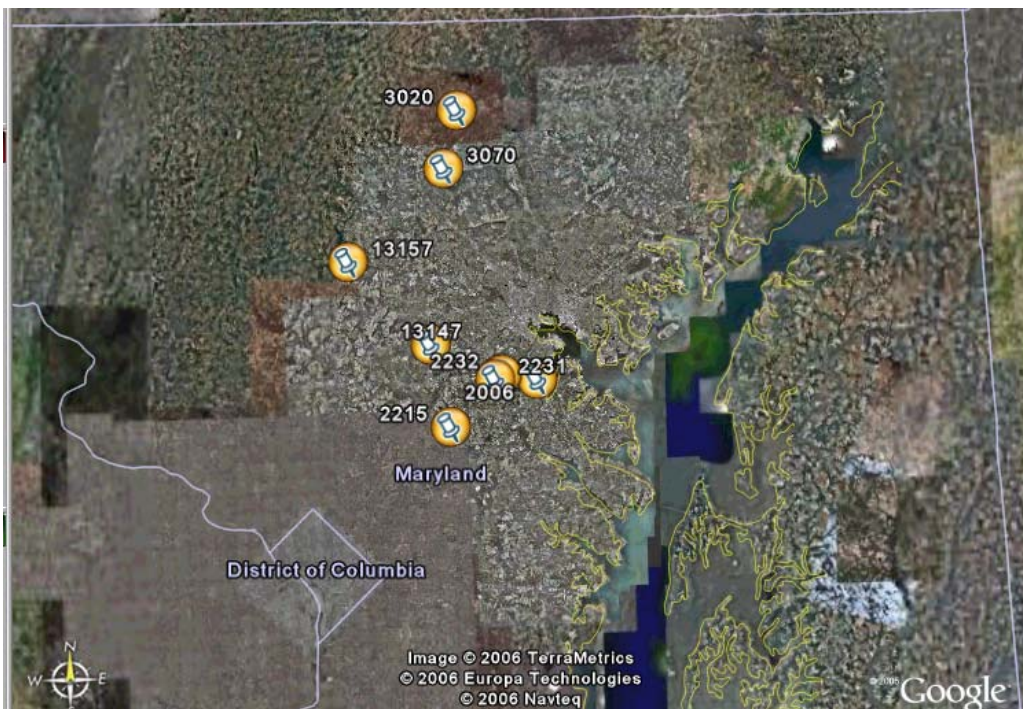 3020
3070
13157
13147
2232
2231
2006
2215
Maryland
District of Columbia
N
W
E
S
Image © 2006 TerraMetrics
© 2006 Europa Technologies
© 2006 Navteq
©2005 Google